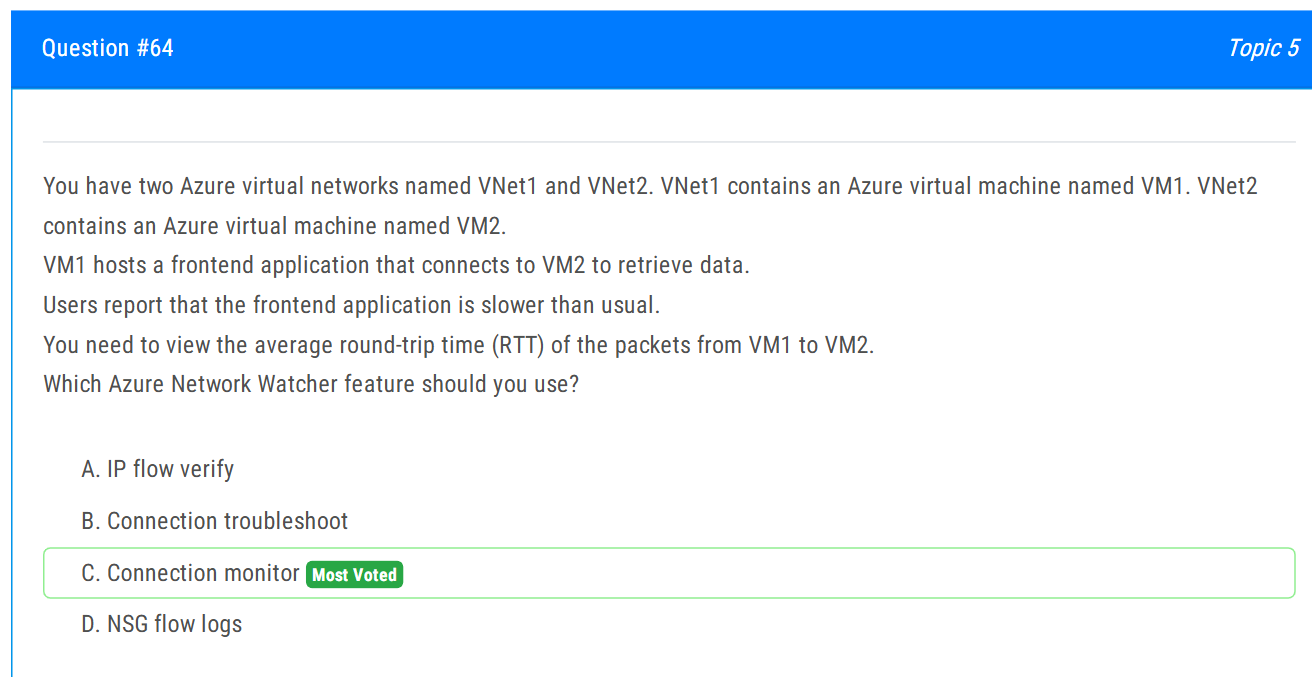 Question #64
Topic 5
You have two Azure virtual networks named VNet1 and VNet2. VNet1 contains an Azure virtual machine named VM1. VNet2
contains an Azure virtual machine named VM2.
VM1 hosts a frontend application that connects to VM2 to retrieve data.
Users report that the frontend application is slower than usual.
You need to view the average round-trip time (RTT) of the packets from VM1 to VM2.
Which Azure Network Watcher feature should you use?
A. IP flow verify
B. Connection troubleshoot
C. Connection monitor Most Voted
D. NSG flow logs